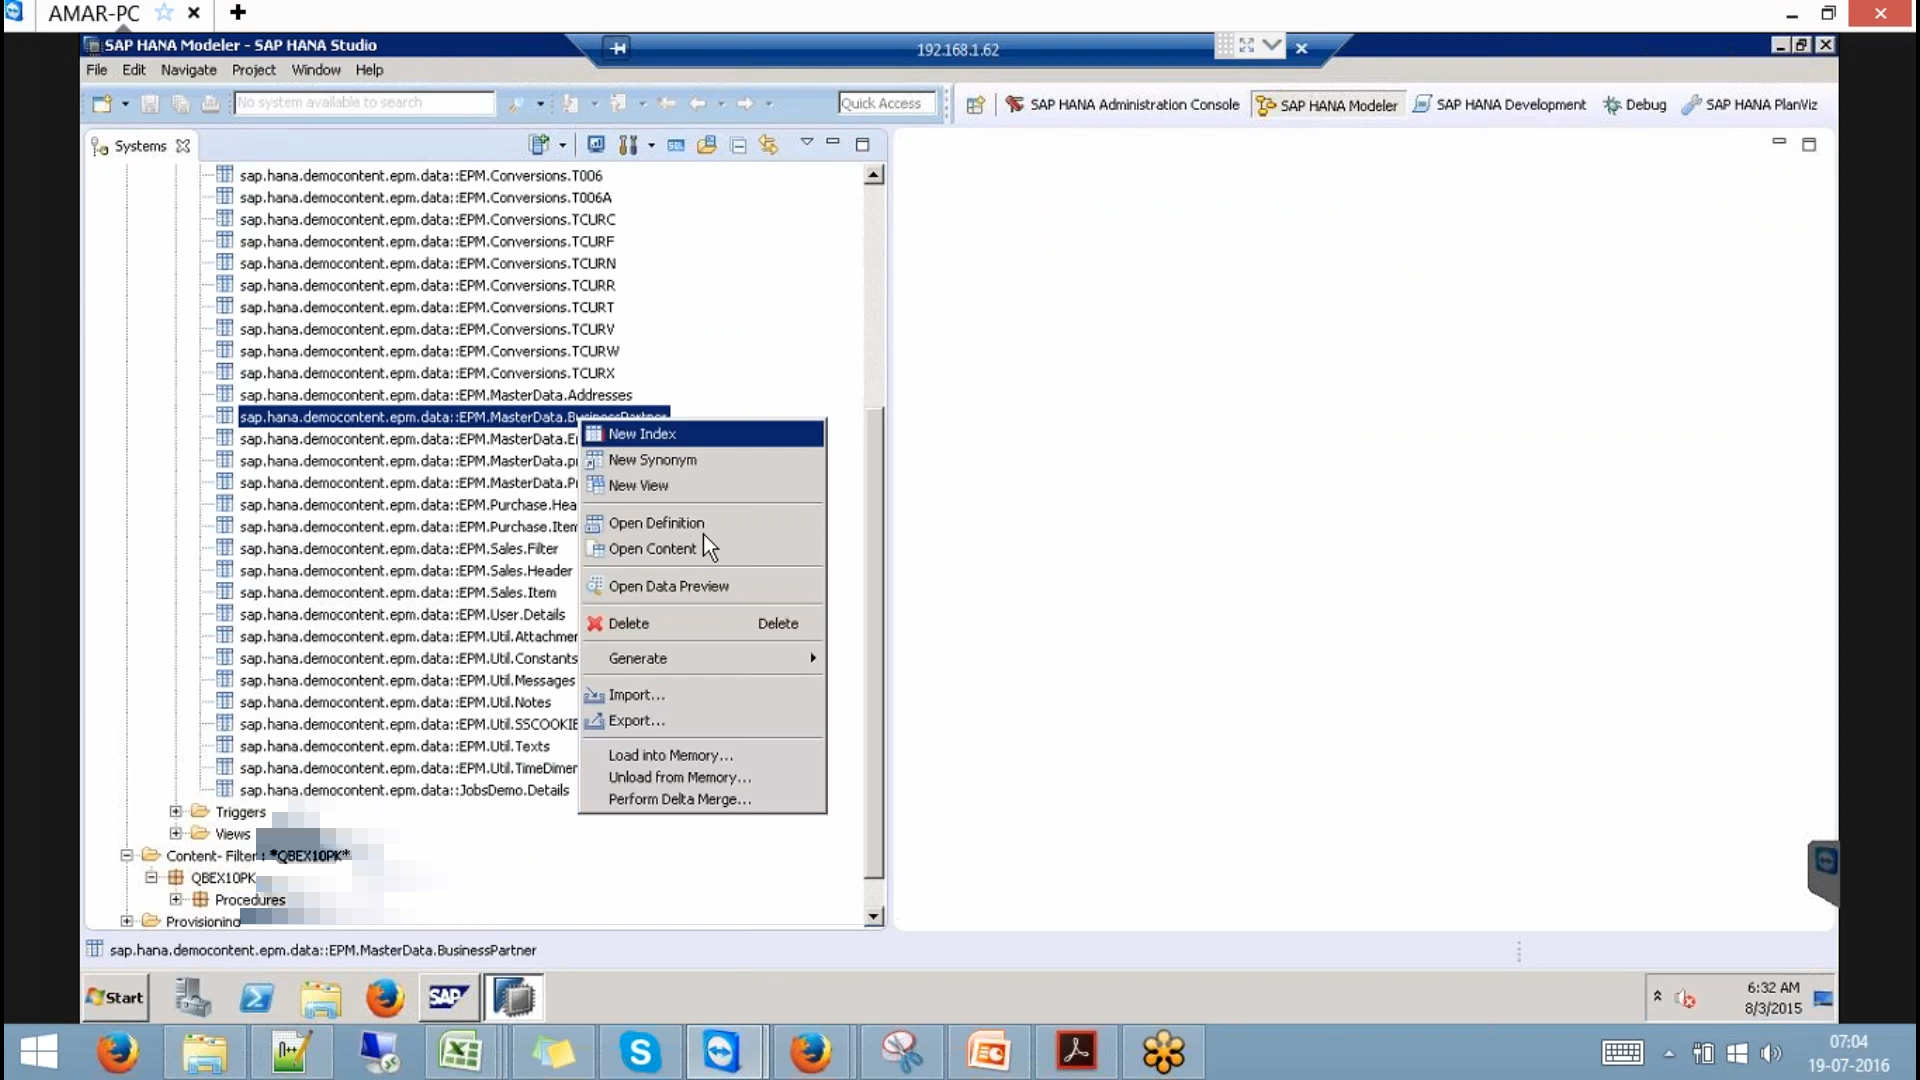 AMAR-PC
SAP HANA Modeler - SAP HANA Studio
192.168.1.62
File Edit Navigate Project Window Help
No system available to search
Quick Access
SAP HANA Administration Console
SAP HANA Modeler
SAP HANA Development
Debug
SAP HANA PlanViz
Systems
SQL
sap.hana.democontent.epm.data::EPM.Conversions.T006
sap.hana.democontent.epm.data::EPM.Conversions.T006A
sap.hana.democontent.epm.data::EPM.Conversions.TCURC
sap.hana.democontent.epm.data::EPM.Conversions.TCURF
sap.hana.democontent.epm.data::EPM.Conversions.TCURN
sap.hana.democontent.epm.data::EPM.Conversions.TCURR
sap.hana.democontent.epm.data::EPM.Conversions.TCURT
sap.hana.democontent.epm.data::EPM.Conversions.TCURV
sap.hana.democontent.epm.data::EPM.Conversions.TCURW
sap.hana.democontent.epm.data::EPM.Conversions.TCURX
sap.hana.democontent.epm.data::EPM.MasterData.Addresses
sap.hana.democontent.epm.data::EPM.MasterData.BusinessPartner
sap.hana.democontent.epm.data::EPM.MasterData.E
sap.hana.democontent.epm.data::EPM.MasterData.p
sap.hana.democontent.epm.data::EPM.MasterData.P
sap.hana.democontent.epm.data::EPM.Purchase.Hea
sap.hana.democontent.epm.data::EPM.Purchase.Item
sap.hana.democontent.epm.data::EPM.Sales.Filter
sap.hana.democontent.epm.data::EPM.Sales.Header
sap.hana.democontent.epm.data::EPM.Sales.Item
sap.hana.democontent.epm.data::EPM.User.Details
sap.hana.democontent.epm.data::EPM.Util.Attachmen
sap.hana.democontent.epm.data::EPM.Util.Constants
sap.hana.democontent.epm.data::EPM.Util.Messages
sap.hana.democontent.epm.data::EPM.Util.Notes
sap.hana.democontent.epm.data::EPM.Util.SSCOOKIE
sap.hana.democontent.epm.data::EPM.Util.Texts
sap.hana.democontent.epm.data::EPM.Util.TimeDimen
sap.hana.democontent.epm.data::JobsDemo.Details
Triggers
Views
Content- Filter : *QBEX10PK*
QBEX10PK
Procedures
Provisioning
New Index
New Synonym
New View
Open Definition
Open Content
Open Data Preview
Delete Delete
Generate
Import...
Export...
Load into Memory...
Unload from Memory...
Perform Delta Merge...
sap.hana.democontent.epm.data::EPM.MasterData.BusinessPartner
Start
SAP
6:32 AM
8/3/2015
07:04
19-07-2016